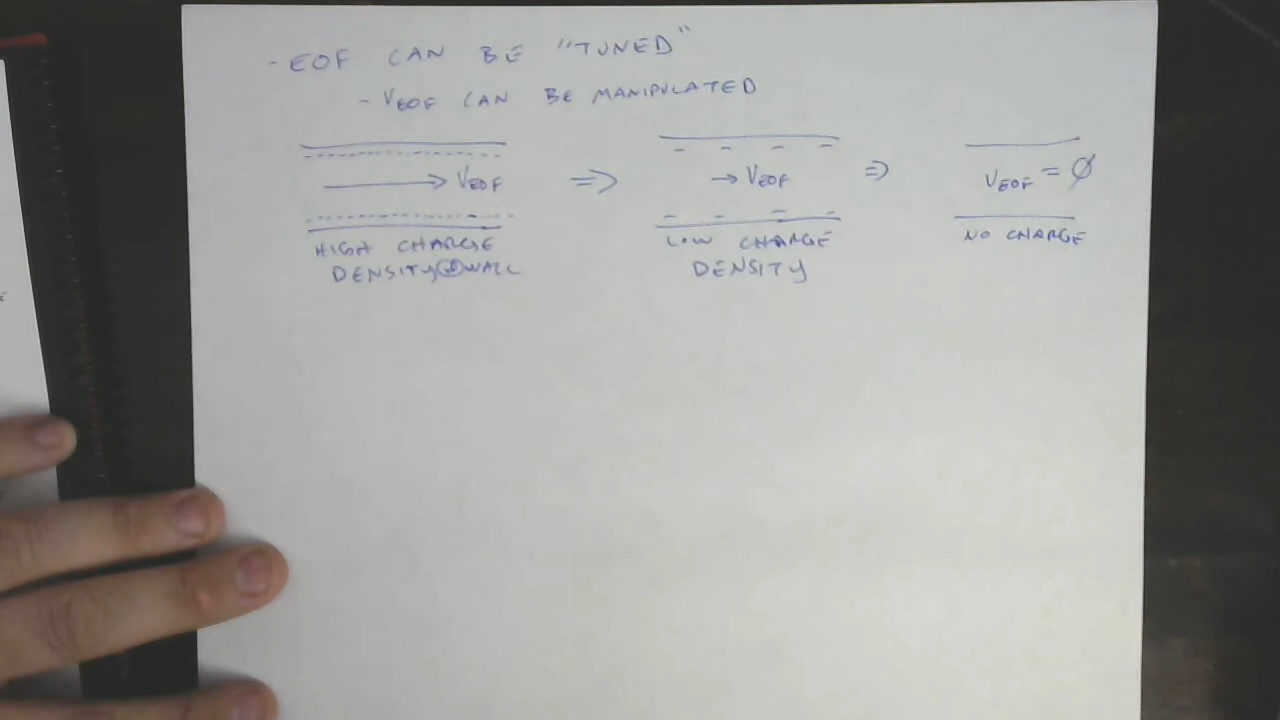 - EOF CAN BE "TUNED"
- VEOF CAN BE MANIPULATED
VEOF ⇒ VEOF ⇒ VEOF = ∅
HIGH CHARGE DENSITY@WALL
LOW CHARGE DENSITY
NO CHARGE